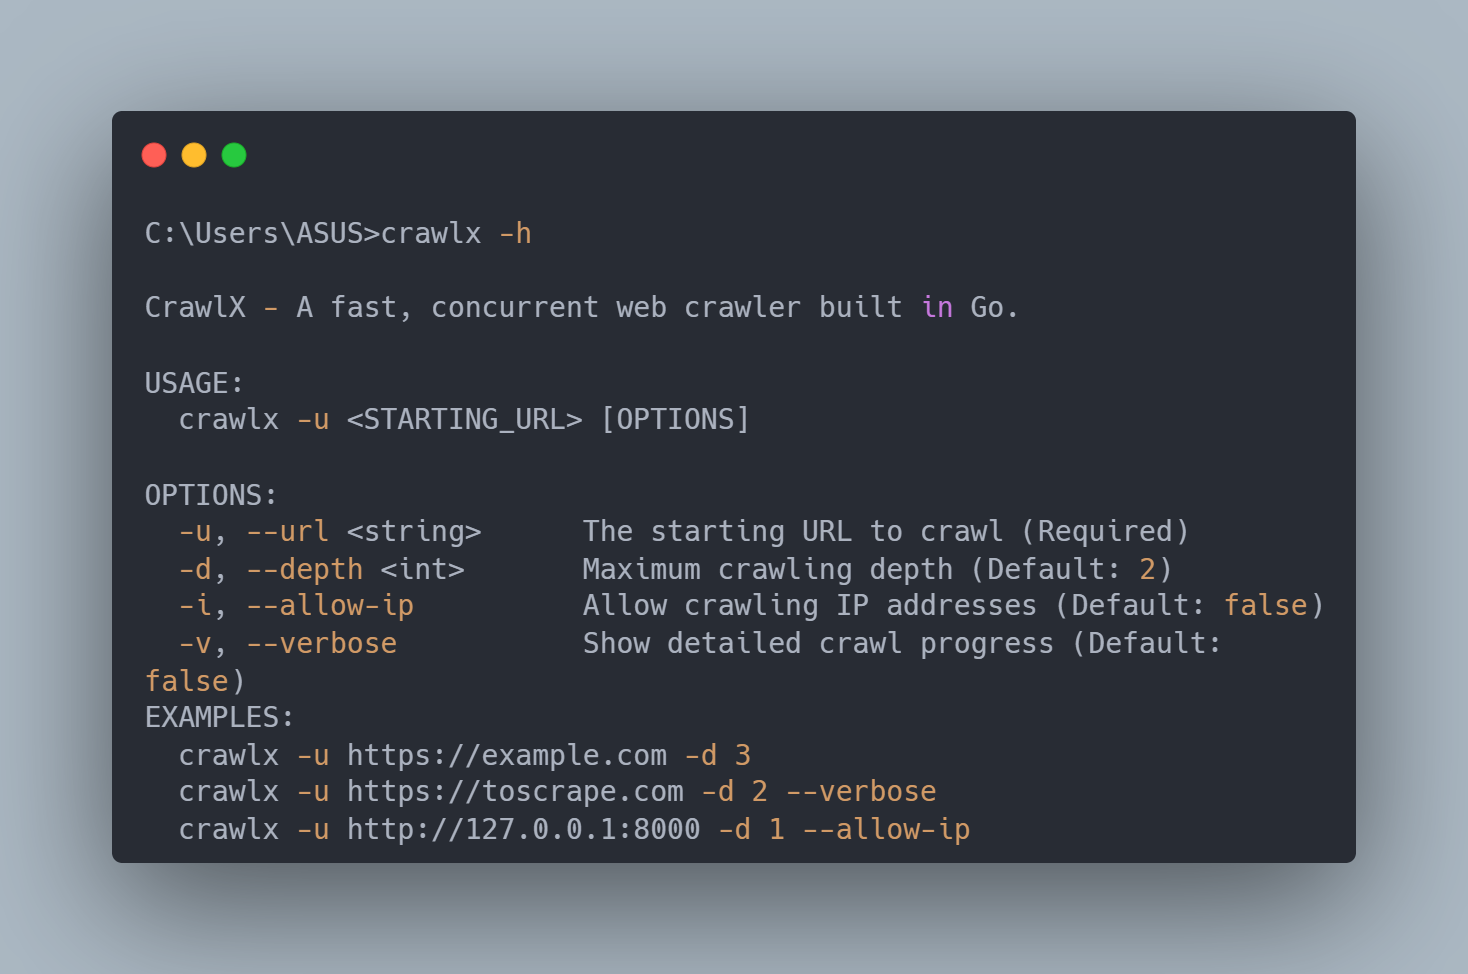 C:\Users\ASUS>crawlx -h
CrawlX - A fast, concurrent web crawler built in Go.
USAGE:
  crawlx -u <STARTING_URL> [OPTIONS]
OPTIONS:
  -u, --url <string>      The starting URL to crawl (Required)
  -d, --depth <int>       Maximum crawling depth (Default: 2)
  -i, --allow-ip          Allow crawling IP addresses (Default: false)
  -v, --verbose           Show detailed crawl progress (Default:
false)
EXAMPLES:
  crawlx -u https://example.com -d 3
  crawlx -u https://toscrape.com -d 2 --verbose
  crawlx -u http://127.0.0.1:8000 -d 1 --allow-ip